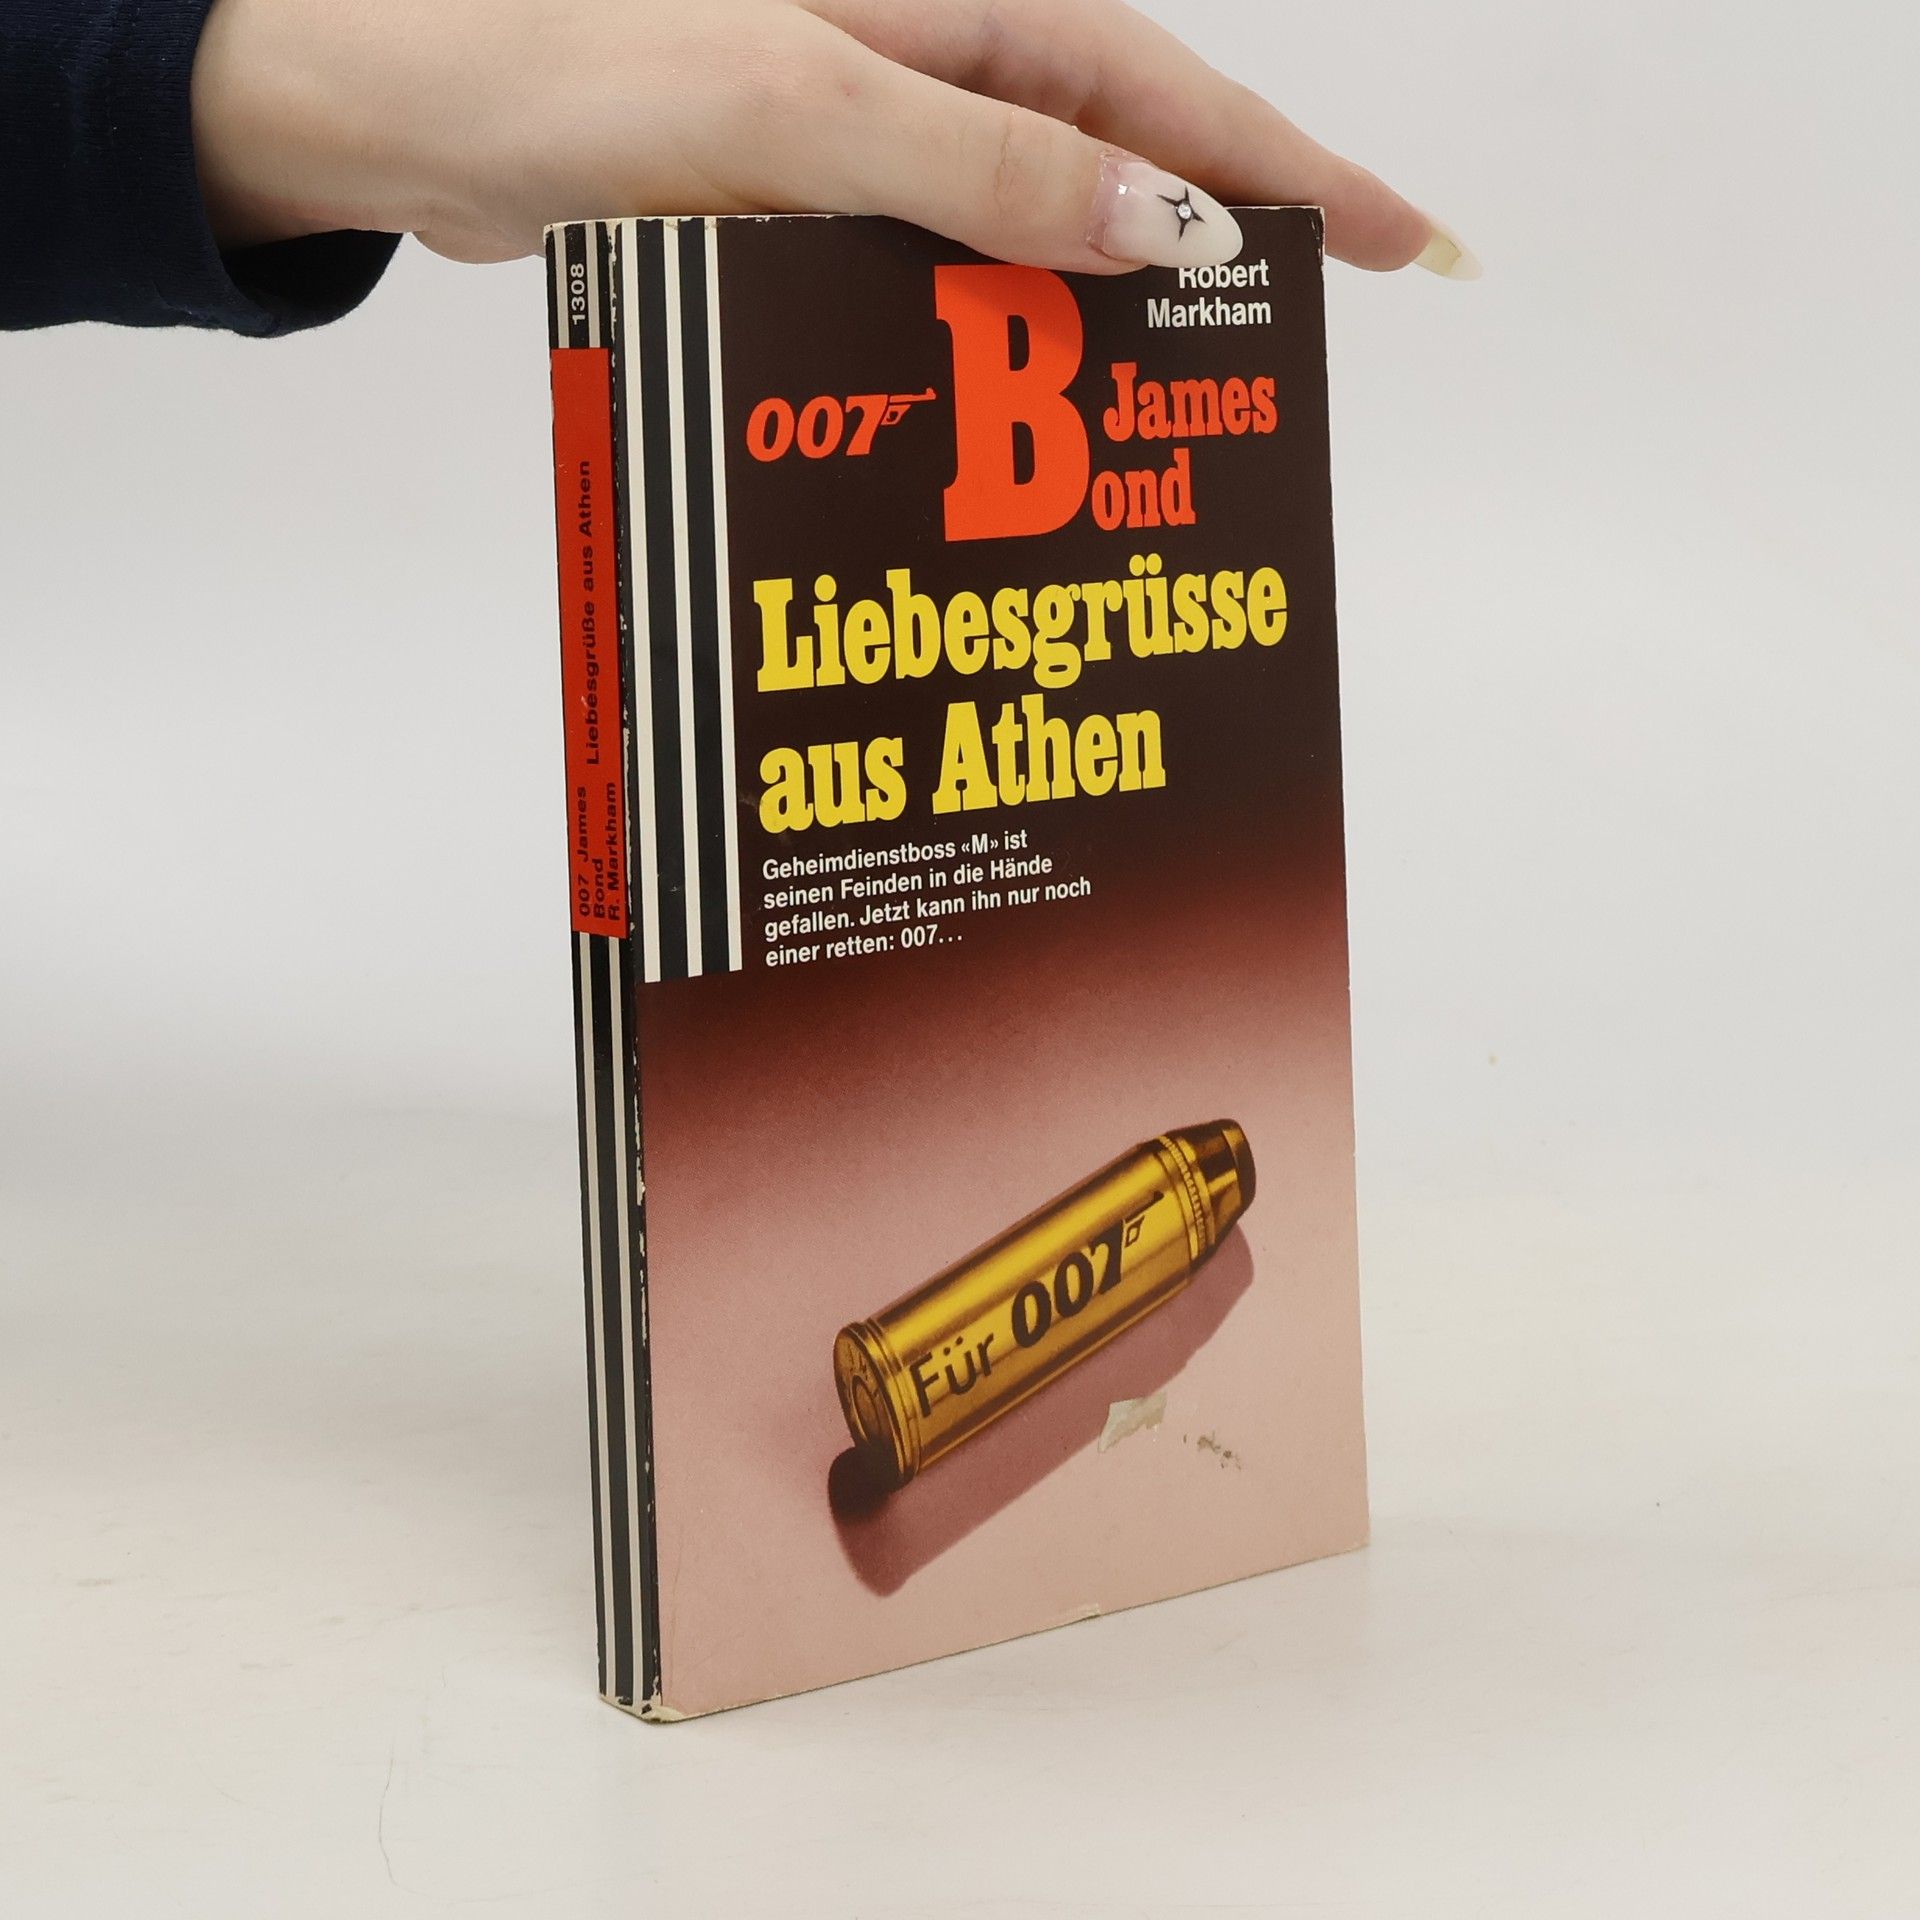 1308
007 James
Bond
R. Markham
Liebesgrüße aus Athen
Robert
Markham
007
James
Bond
Liebesgrüsse
aus Athen
Geheimdienstboss «M» ist
seinen Feinden in die Hände
gefallen. Jetzt kann ihn nur noch
einer retten: 007...
Für 007